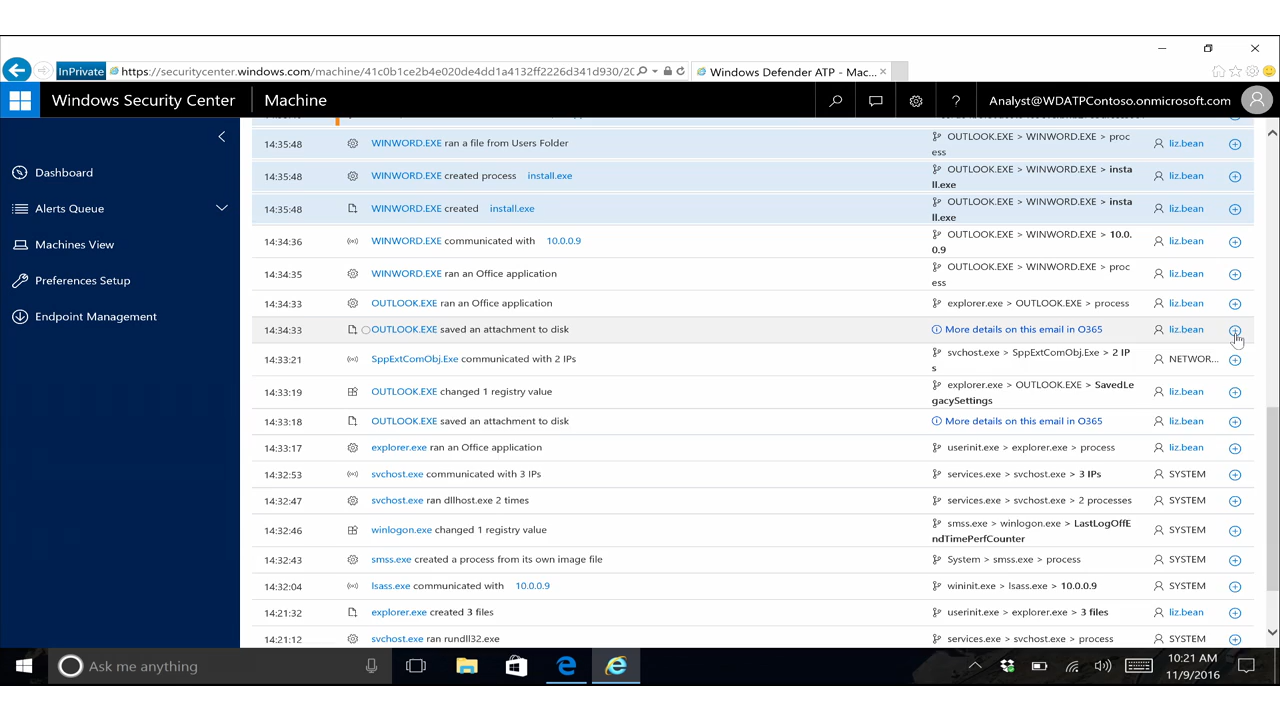 InPrivate
https://securitycenter.windows.com/machine/41c0b1ce2b4e020de4dd1a4132ff2226d341d930/20
Windows Defender ATP - Mac...
Windows Security Center
Machine
?
Analyst@WDATPContoso.onmicrosoft.com
Dashboard
Alerts Queue
Machines View
Preferences Setup
Endpoint Management
14:35:48 WINWORD.EXE ran a file from Users Folder OUTLOOK.EXE > WINWORD.EXE > proc
ess liz.bean
14:35:48 WINWORD.EXE created process install.exe OUTLOOK.EXE > WINWORD.EXE > insta
ll.exe liz.bean
14:35:48 WINWORD.EXE created install.exe OUTLOOK.EXE > WINWORD.EXE > insta
ll.exe liz.bean
14:34:36 WINWORD.EXE communicated with 10.0.0.9 OUTLOOK.EXE > WINWORD.EXE > 10.0.
0.9 liz.bean
14:34:35 WINWORD.EXE ran an Office application OUTLOOK.EXE > WINWORD.EXE > proc
ess liz.bean
14:34:33 OUTLOOK.EXE ran an Office application explorer.exe > OUTLOOK.EXE > process liz.bean
14:34:33 OUTLOOK.EXE saved an attachment to disk More details on this email in O365 liz.bean
14:33:21 SppExtComObj.Exe communicated with 2 IPs svchost.exe > SppExtComObj.Exe > 2 IP
s NETWOR...
14:33:19 OUTLOOK.EXE changed 1 registry value explorer.exe > OUTLOOK.EXE > SavedLe
gacySettings liz.bean
14:33:18 OUTLOOK.EXE saved an attachment to disk More details on this email in O365 liz.bean
14:33:17 explorer.exe ran an Office application userinit.exe > explorer.exe > process liz.bean
14:32:53 svchost.exe communicated with 3 IPs services.exe > svchost.exe > 3 IPs SYSTEM
14:32:47 svchost.exe ran dllhost.exe 2 times services.exe > svchost.exe > 2 processes SYSTEM
14:32:46 winlogon.exe changed 1 registry value smss.exe > winlogon.exe > LastLogOffE
ndTimePerfCounter SYSTEM
14:32:43 smss.exe created a process from its own image file System > smss.exe > process SYSTEM
14:32:04 lsass.exe communicated with 10.0.0.9 wininit.exe > lsass.exe > 10.0.0.9 SYSTEM
14:21:32 explorer.exe created 3 files userinit.exe > explorer.exe > 3 files liz.bean
14:21:12 svchost.exe ran rundll32.exe services.exe > svchost.exe > process SYSTEM
Ask me anything
10:21 AM
11/9/2016